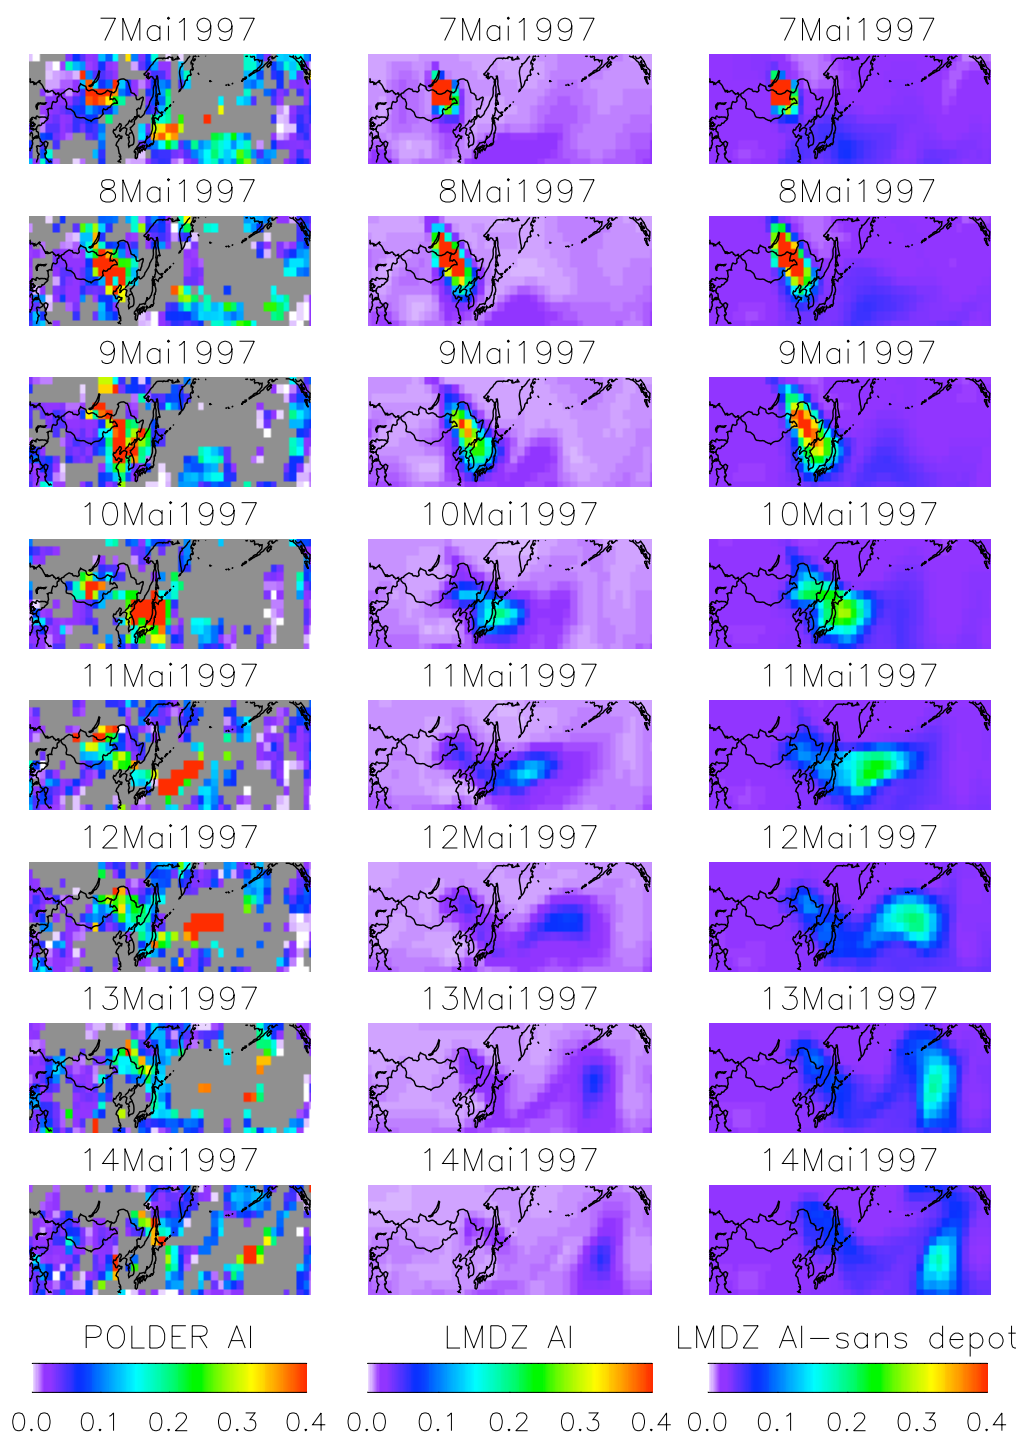 7Mai1997 7Mai1997 7Mai1997
8Mai1997 8Mai1997 8Mai1997
9Mai1997 9Mai1997 9Mai1997
10Mai1997 10Mai1997 10Mai1997
11Mai1997 11Mai1997 11Mai1997
12Mai1997 12Mai1997 12Mai1997
13Mai1997 13Mai1997 13Mai1997
14Mai1997 14Mai1997 14Mai1997
POLDER AI LMDZ AI LMDZ AI-sans depot
0.0 0.1 0.2 0.3 0.4 0.0 0.1 0.2 0.3 0.4 0.0 0.1 0.2 0.3 0.4